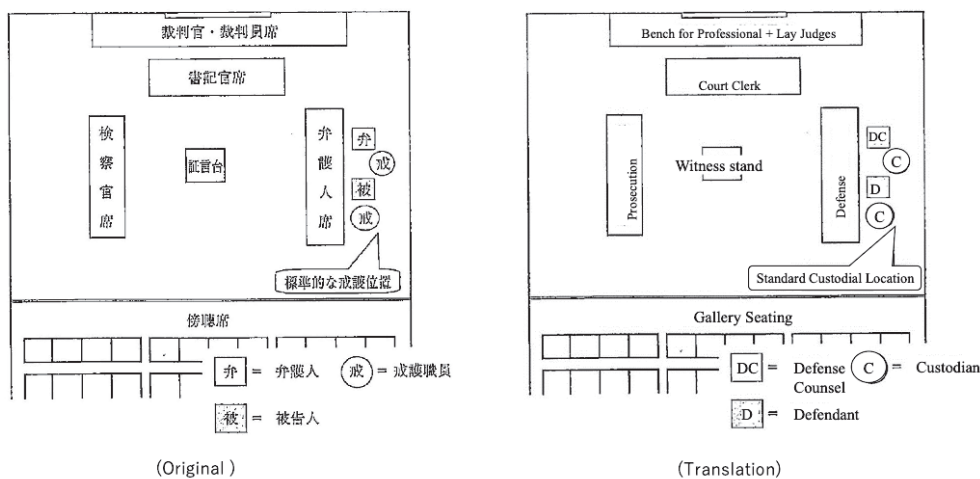 裁判官・裁判員席
書記官席
検察官席
証言台
弁護人席
弁
戒
被
戒
標準的な戒護位置
傍聴席
弁 = 弁護人
戒 = 戒護職員
被 = 被告人
(Original)
Bench for Professional + Lay Judges
Court Clerk
Prosecution
Witness stand
Defense
DC
C
D
C
Standard Custodial Location
Gallery Seating
DC = Defense
Counsel
C = Custodian
D = Defendant
(Translation)